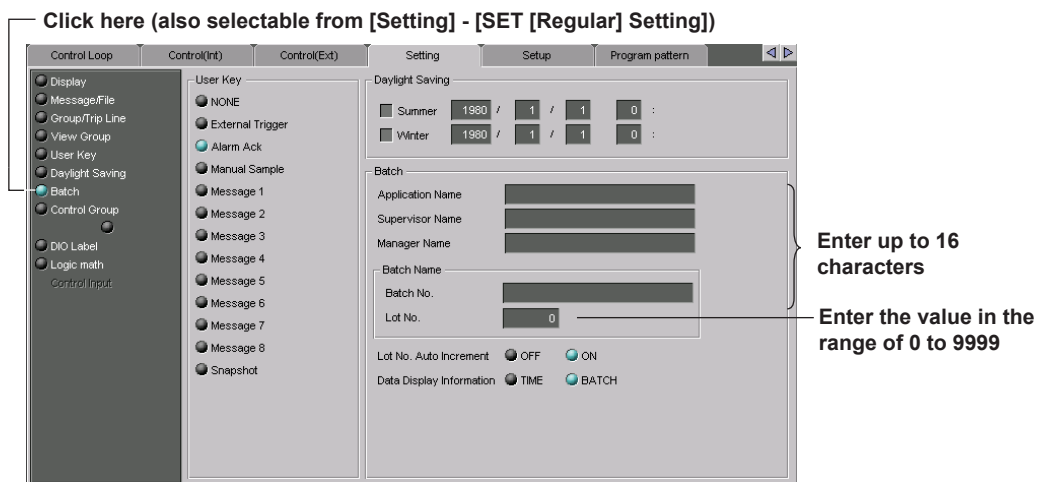 Click here (also selectable from [Setting] - [SET [Regular] Setting])
Control Loop
Control(Int)
Control(Ext)
Setting
Setup
Program pattern
Display
Message/File
Group/Trip Line
View Group
User Key
Daylight Saving
Batch
Control Group
DIO Label
Logic math
Control Input
User Key
NONE
External Trigger
Alarm Ack
Manual Sample
Message 1
Message 2
Message 3
Message 4
Message 5
Message 6
Message 7
Message 8
Snapshot
Daylight Saving
Summer 1980 / 1 / 1 0 :
Winter 1980 / 1 / 1 0 :
Batch
Application Name
Supervisor Name
Manager Name
Batch Name
Batch No.
Lot No. 0
Lot No. Auto Increment OFF ON
Data Display Information TIME BATCH
Enter up to 16
characters
Enter the value in the
range of 0 to 9999